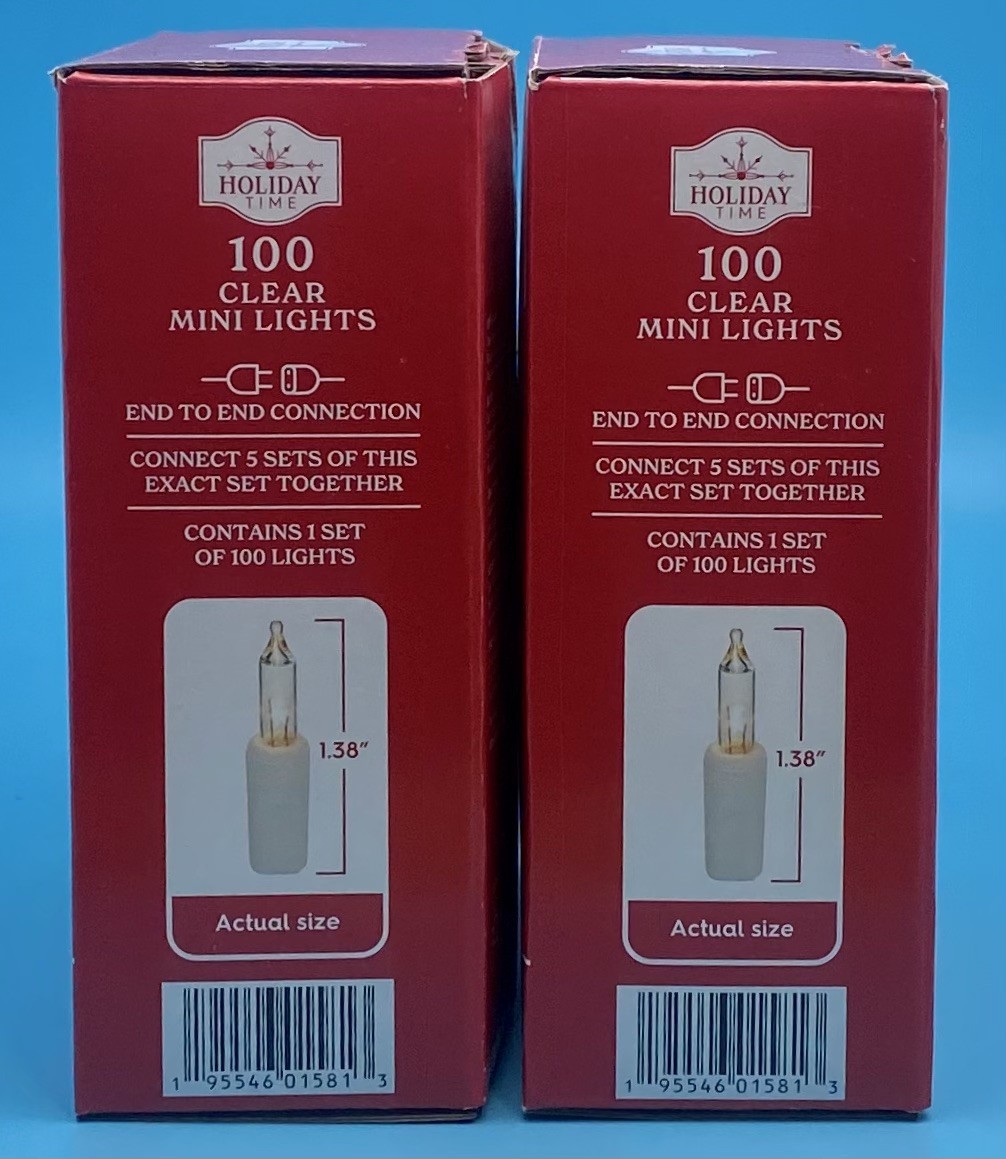 HOLIDAY
TIME
100
CLEAR
MINI LIGHTS
END TO END CONNECTION
CONNECT 5 SETS OF THIS
EXACT SET TOGETHER
CONTAINS 1 SET
OF 100 LIGHTS
1.38"
Actual size
1 95546 01581 3
HOLIDAY
TIME
100
CLEAR
MINI LIGHTS
END TO END CONNECTION
CONNECT 5 SETS OF THIS
EXACT SET TOGETHER
CONTAINS 1 SET
OF 100 LIGHTS
1.38"
Actual size
1 95546 01581 3